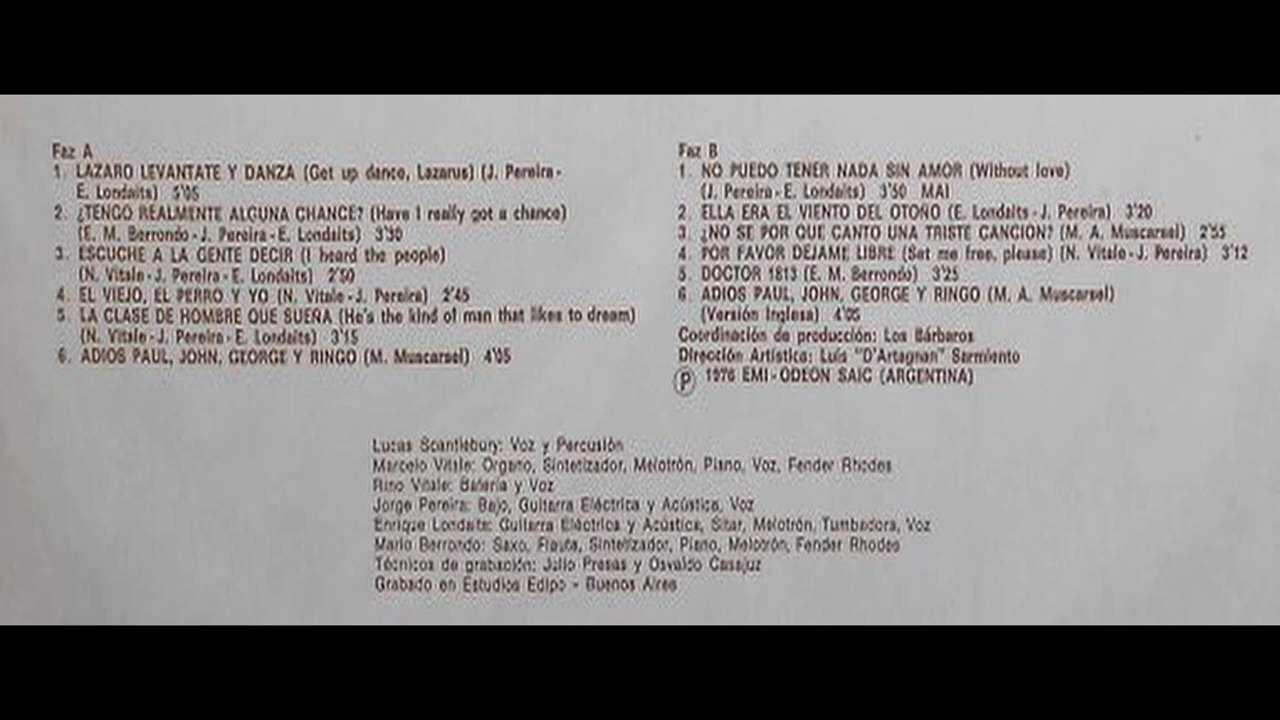 Faz A
1. LAZARO LEVANTATE Y DANZA (Get up dance, Lazarus) (J. Pereira-
E. Londaits) 5'05
2. ¿TENGO REALMENTE ALGUNA CHANCE? (Have I really got a chance)
(E. M. Berrondo-J. Pereira-E. Londaits) 3'30
3. ESCUCHE A LA GENTE DECIR (I heard the people)
(N. Vitale-J. Pereira-E. Londaits) 2'50
4. EL VIEJO, EL PERRO Y YO (N. Vitale-J. Pereira) 2'45
5. LA CLASE DE HOMBRE QUE SUEÑA (He's the kind of man that likes to dream)
(N. Vitale-J. Pereira-E. Londaits) 3'15
6. ADIOS PAUL, JOHN, GEORGE Y RINGO (M. Muscarsel) 4'05
Faz B
1. NO PUEDO TENER NADA SIN AMOR (Without love)
(J. Pereira-E. Londaits) 3'50 MAI
2. ELLA ERA EL VIENTO DEL OTOÑO (E. Londaits-J. Pereira) 3'20
3. ¿NO SE POR QUE CANTO UNA TRISTE CANCION? (M. A. Muscarsel) 2'55
4. POR FAVOR DEJAME LIBRE (Set me free, please) (N. Vitale-J. Pereira) 3'12
5. DOCTOR 1813 (E. M. Berrondo) 3'25
6. ADIOS PAUL, JOHN, GEORGE Y RINGO (M. A. Muscarsel)
(Versión Inglesa) 4'05
Coordinación de producción: Los Bárbaros
Dirección Artística: Luis "D'Artagnan" Sarmiento
Ⓟ 1976 EMI-ODEON SAIC (ARGENTINA)
Lucas Scantlebury: Voz y Percusión
Marcelo Vitale: Organo, Sintetizador, Melotrón, Piano, Voz, Fender Rhodes
Rino Vitale: Batería y Voz
Jorge Pereira: Bajo, Guitarra Eléctrica y Acústica, Voz
Enrique Londaits: Guitarra Eléctrica y Acústica, Sitar, Melotrón, Tumbadora, Voz
Mario Berrondo: Saxo, Flauta, Sintetizador, Piano, Melotrón, Fender Rhodes
Técnicos de grabación: Julio Presas y Osvaldo Casajuz
Grabado en Estudios Edipo - Buenos Aires